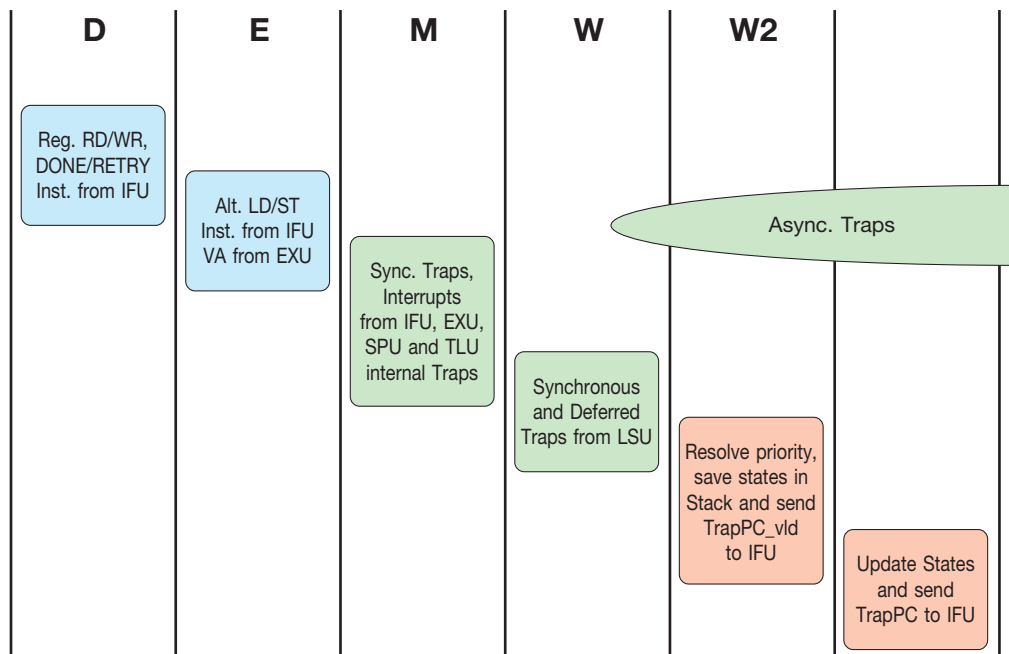 D
E
M
W
W2
Reg. RD/WR,
DONE/RETRY
Inst. from IFU
Alt. LD/ST
Inst. from IFU
VA from EXU
Sync. Traps,
Interrupts
from IFU, EXU,
SPU and TLU
internal Traps
Synchronous
and Deferred
Traps from LSU
Async. Traps
Resolve priority,
save states in
Stack and send
TrapPC_vld
to IFU
Update States
and send
TrapPC to IFU